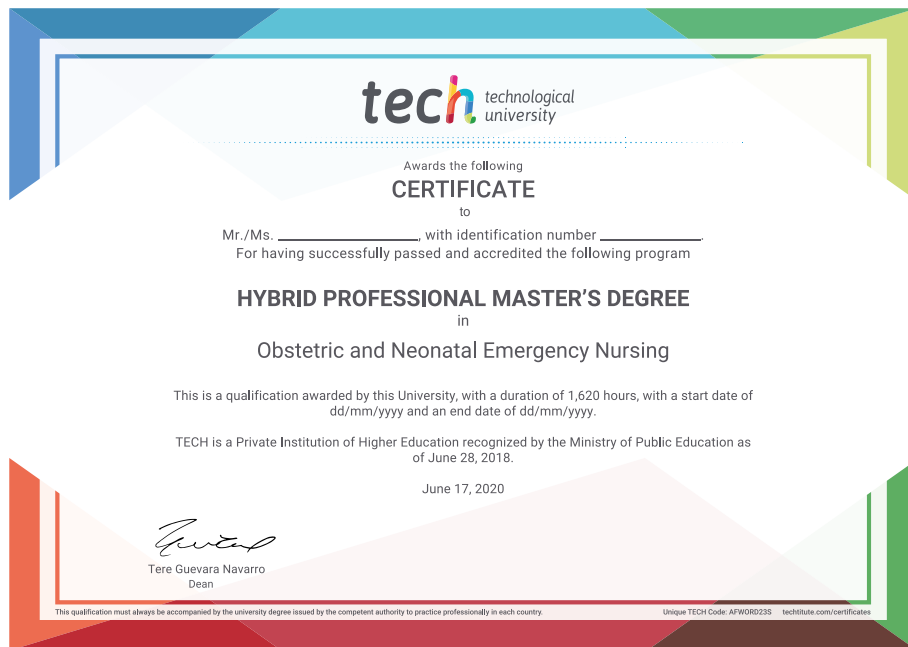 tech technological
university
Awards the following
CERTIFICATE
to
Mr./Ms. ____________________, with identification number ______________.
For having successfully passed and accredited the following program
HYBRID PROFESSIONAL MASTER'S DEGREE
in
Obstetric and Neonatal Emergency Nursing
This is a qualification awarded by this University, with a duration of 1,620 hours, with a start date of
dd/mm/yyyy and an end date of dd/mm/yyyy.
TECH is a Private Institution of Higher Education recognized by the Ministry of Public Education as
of June 28, 2018.
June 17, 2020
Tere Guevara Navarro
Dean
This qualification must always be accompanied by the university degree issued by the competent authority to practice professionally in each country.
Unique TECH Code: AFWORD23S techtitute.com/certificates